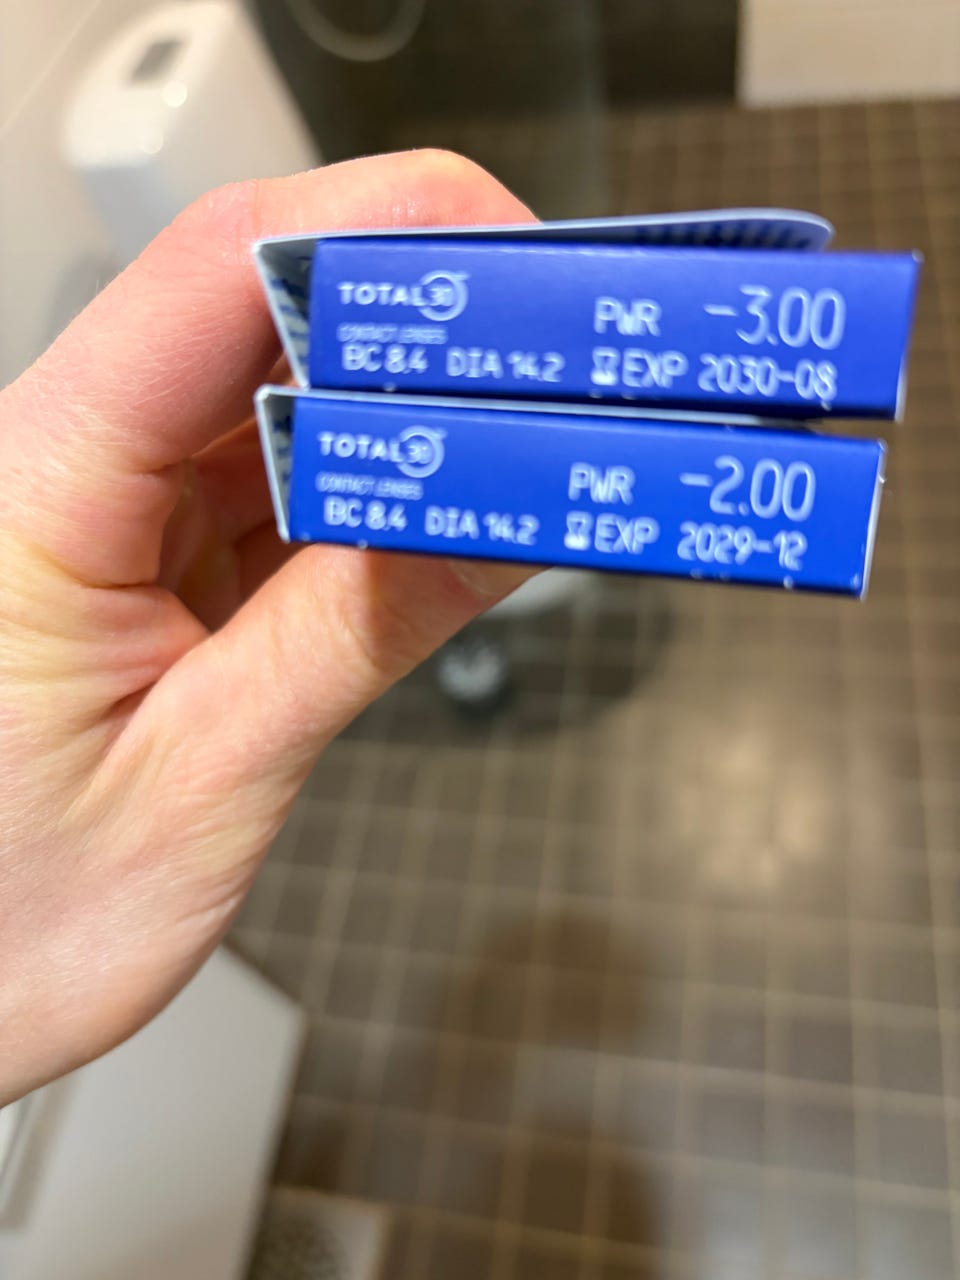 TOTAL30
CONTACT LENSES
PWR -3.00
BC 8.4 DIA 14.2 EXP 2030-08
TOTAL30
CONTACT LENSES
PWR -2.00
BC 8.4 DIA 14.2 EXP 2029-12